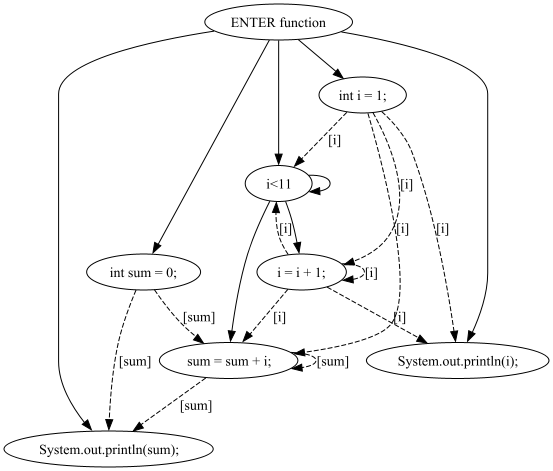 ENTER function
int i = 1;
[i]
i<11
[i]
[i]
[i]
[i]
int sum = 0;
i = i + 1;
[i]
[sum]
[i]
[i]
[sum]
sum = sum + i;
[sum]
System.out.println(i);
[sum]
System.out.println(sum);